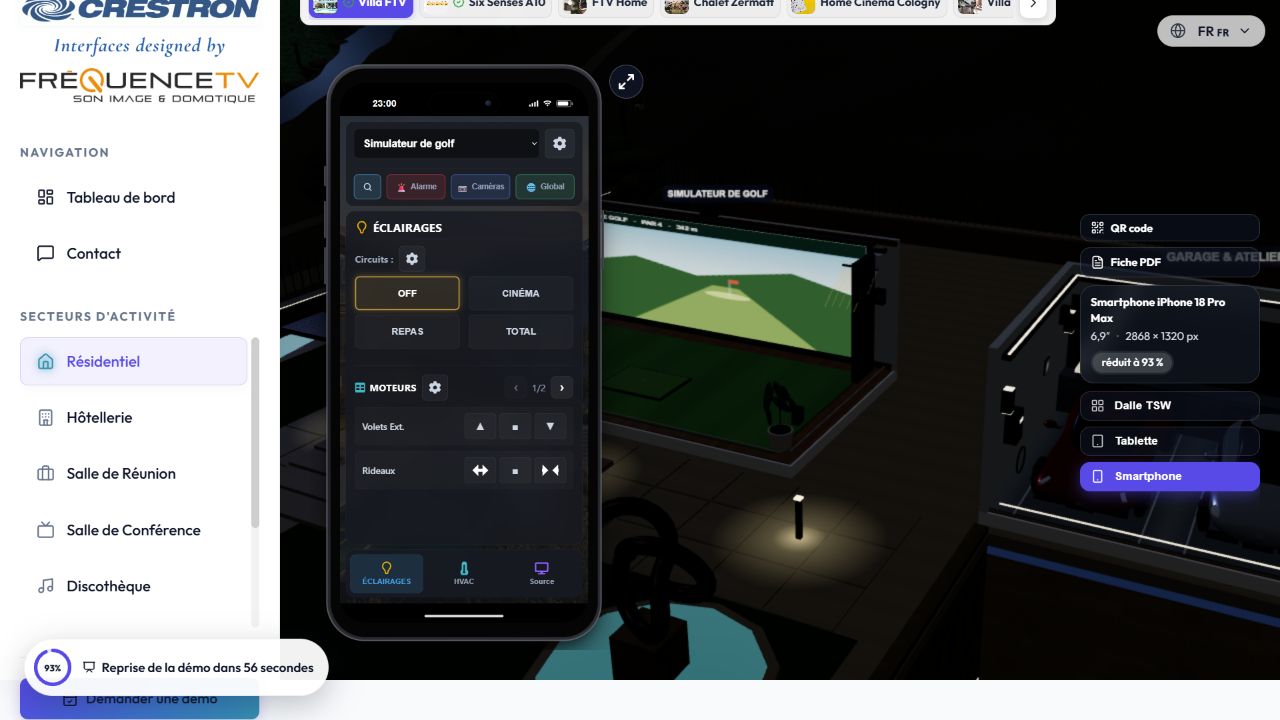 CRESTRON
Interfaces designed by
FRÉQUENCETV
SON IMAGE & DOMOTIQUE
NAVIGATION
Tableau de bord
Contact
SECTEURS D'ACTIVITÉ
Résidentiel
Hôtellerie
Salle de Réunion
Salle de Conférence
Discothèque
93%
Reprise de la démo dans 56 secondes
Demander une démo
Villa FTV
Six Senses A10
FTV Home
Chalet Zermatt
Home Cinema Cologny
Villa
FR FR
23:00
Simulateur de golf
Alarme
Caméras
Global
ÉCLAIRAGES
Circuits :
OFF
CINÉMA
REPAS
TOTAL
MOTEURS
1/2
Volets Ext.
Rideaux
ÉCLAIRAGES
HVAC
Source
SIMULATEUR DE GOLF
GARAGE & ATELIER
QR code
Fiche PDF
Smartphone iPhone 18 Pro
Max
6,9" · 2868 × 1320 px
réduit à 93 %
Dalle TSW
Tablette
Smartphone